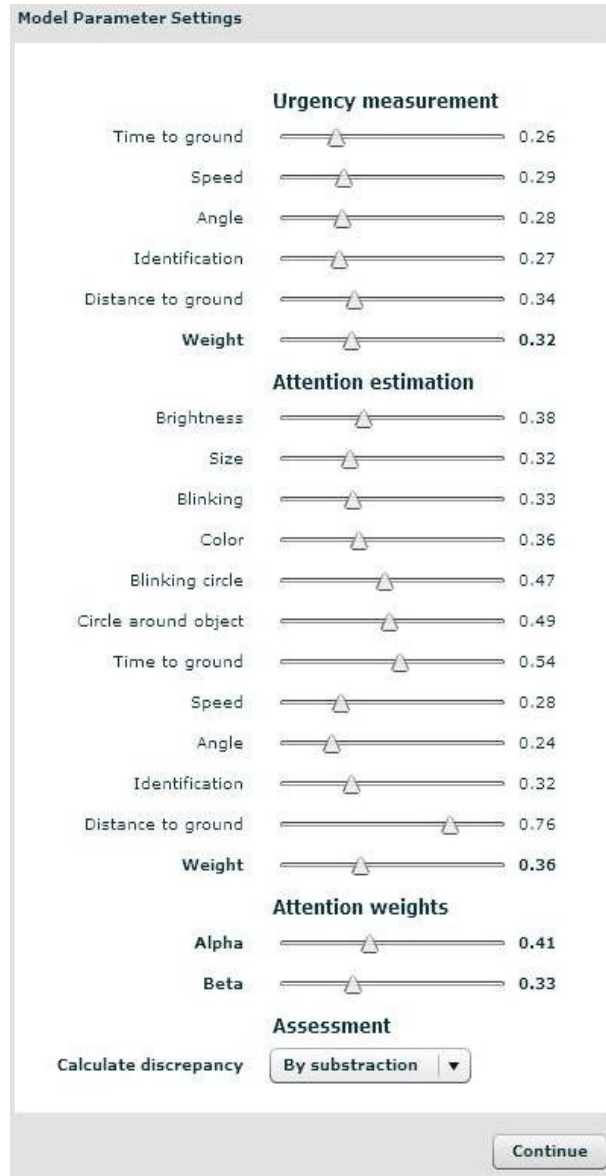 Model Parameter Settings
Urgency measurement
Time to ground 0.26
Speed 0.29
Angle 0.28
Identification 0.27
Distance to ground 0.34
Weight 0.32
Attention estimation
Brightness 0.38
Size 0.32
Blinking 0.33
Color 0.36
Blinking circle 0.47
Circle around object 0.49
Time to ground 0.54
Speed 0.28
Angle 0.24
Identification 0.32
Distance to ground 0.76
Weight 0.36
Attention weights
Alpha 0.41
Beta 0.33
Assessment
Calculate discrepancy By substraction
Continue